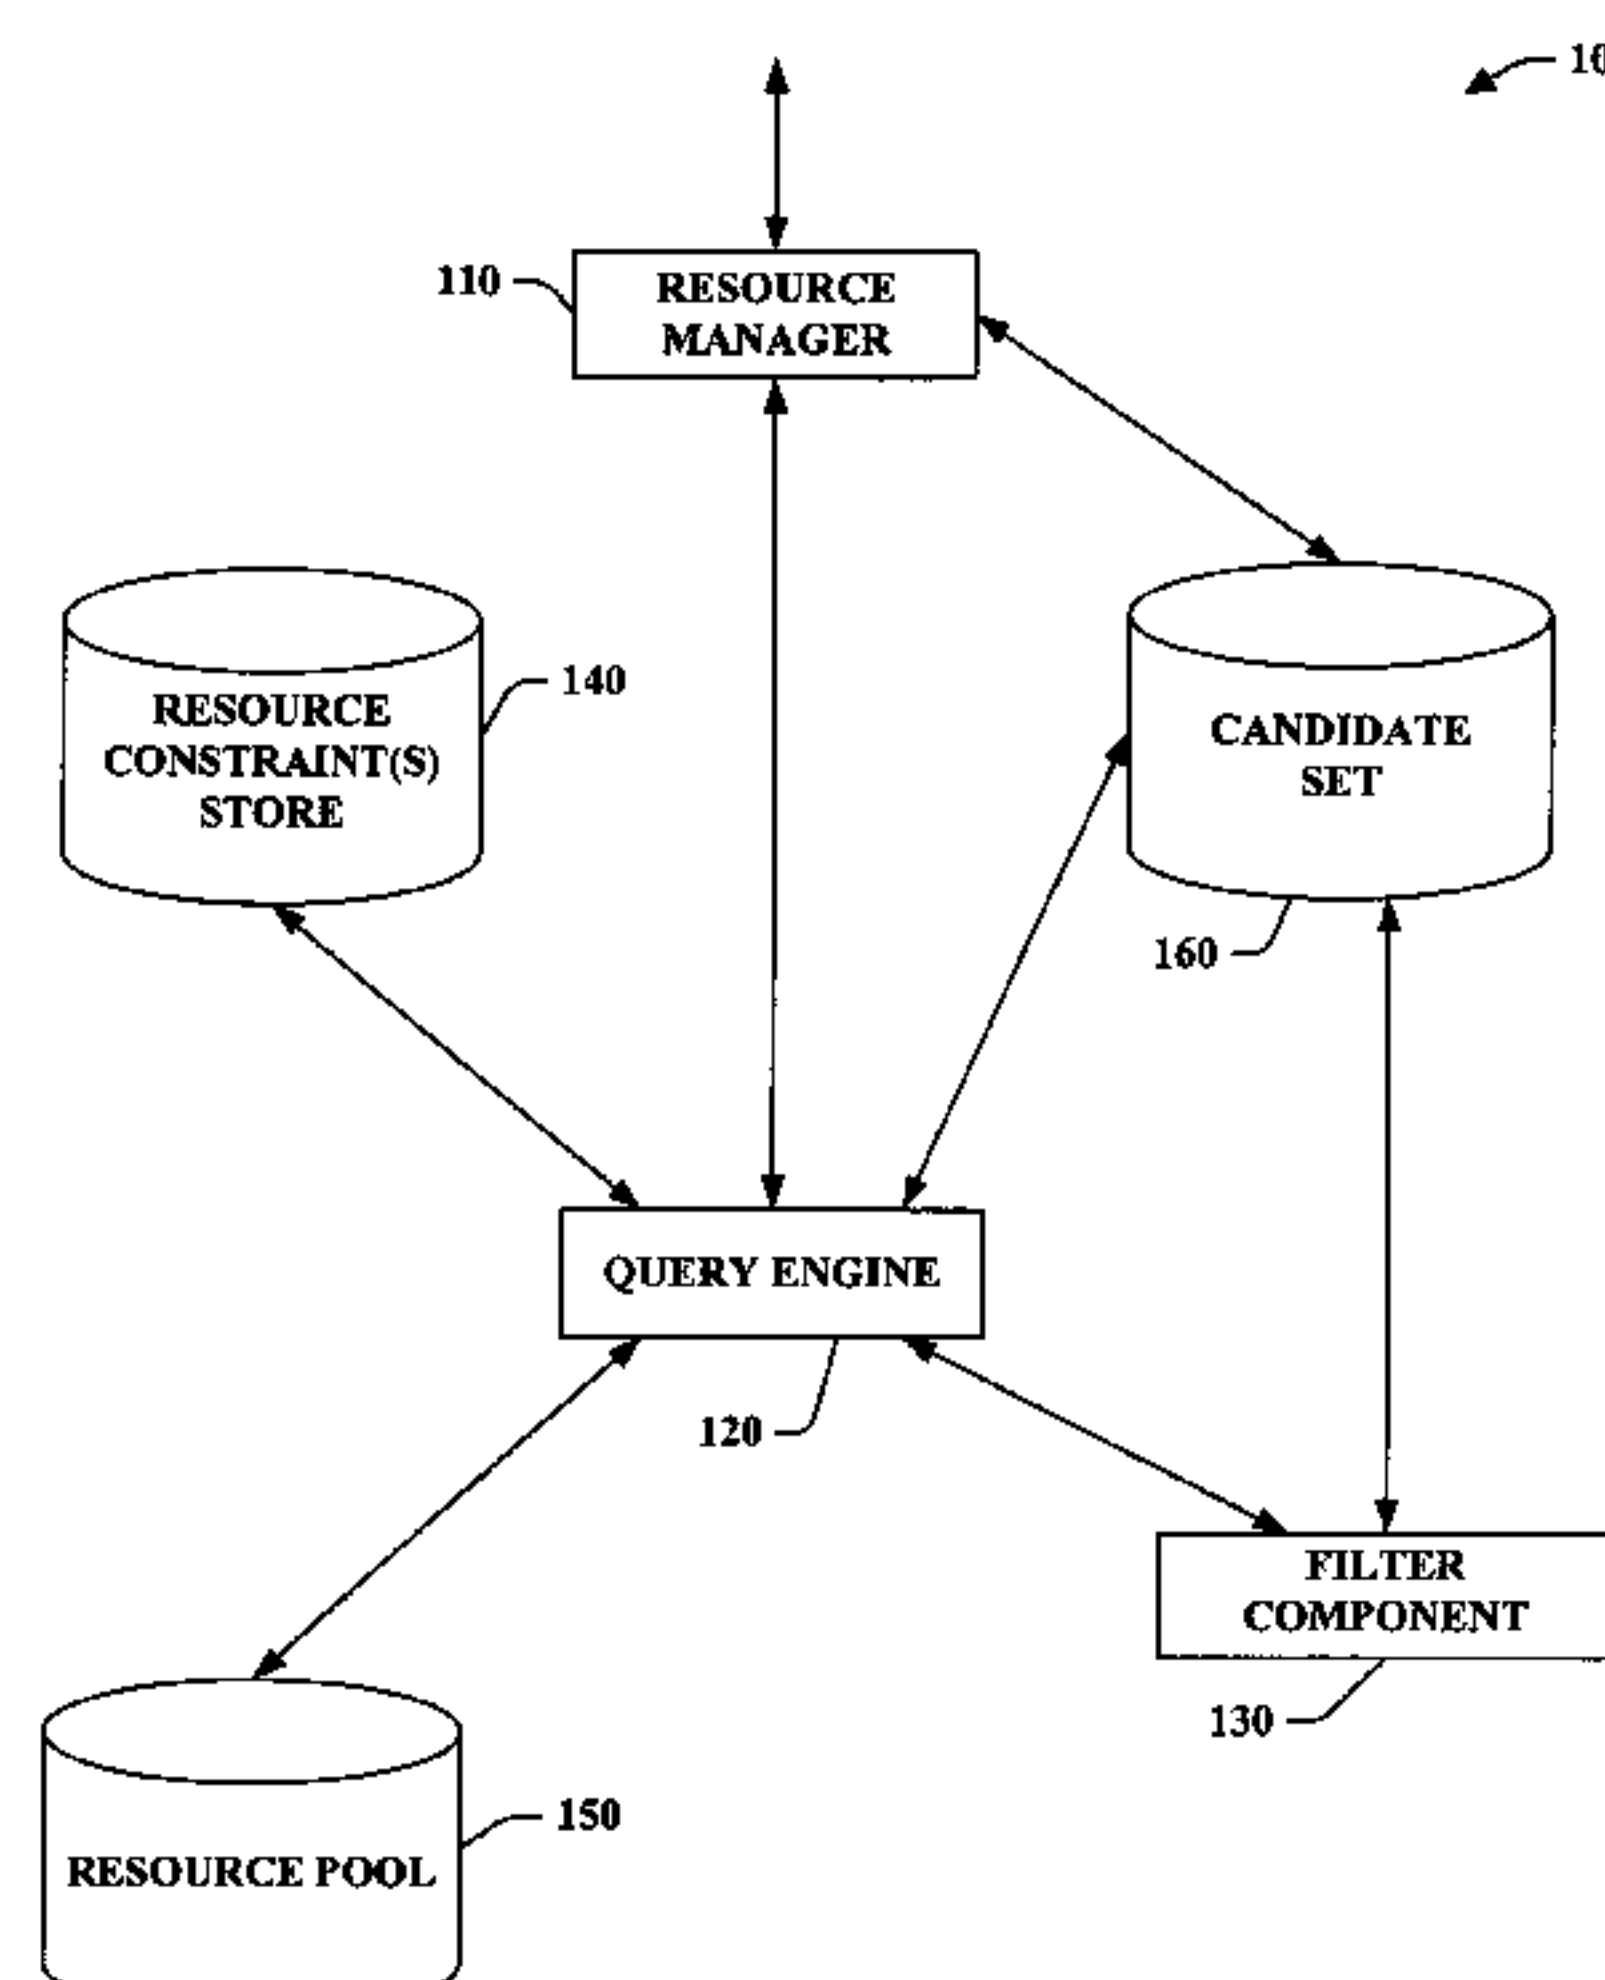 110
RESOURCE
MANAGER
RESOURCE
CONSTRAINT(S)
STORE
140
CANDIDATE
SET
160
QUERY ENGINE
120
FILTER
COMPONENT
130
150
RESOURCE POOL